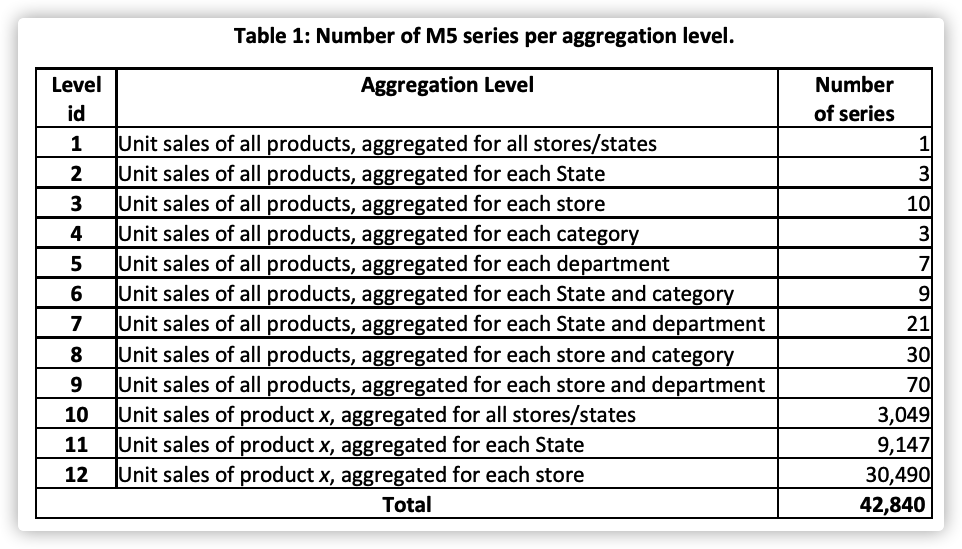 Table 1: Number of M5 series per aggregation level.
Level id Aggregation Level Number of series
1 Unit sales of all products, aggregated for all stores/states 1
2 Unit sales of all products, aggregated for each State 3
3 Unit sales of all products, aggregated for each store 10
4 Unit sales of all products, aggregated for each category 3
5 Unit sales of all products, aggregated for each department 7
6 Unit sales of all products, aggregated for each State and category 9
7 Unit sales of all products, aggregated for each State and department 21
8 Unit sales of all products, aggregated for each store and category 30
9 Unit sales of all products, aggregated for each store and department 70
10 Unit sales of product x, aggregated for all stores/states 3,049
11 Unit sales of product x, aggregated for each State 9,147
12 Unit sales of product x, aggregated for each store 30,490
Total 42,840